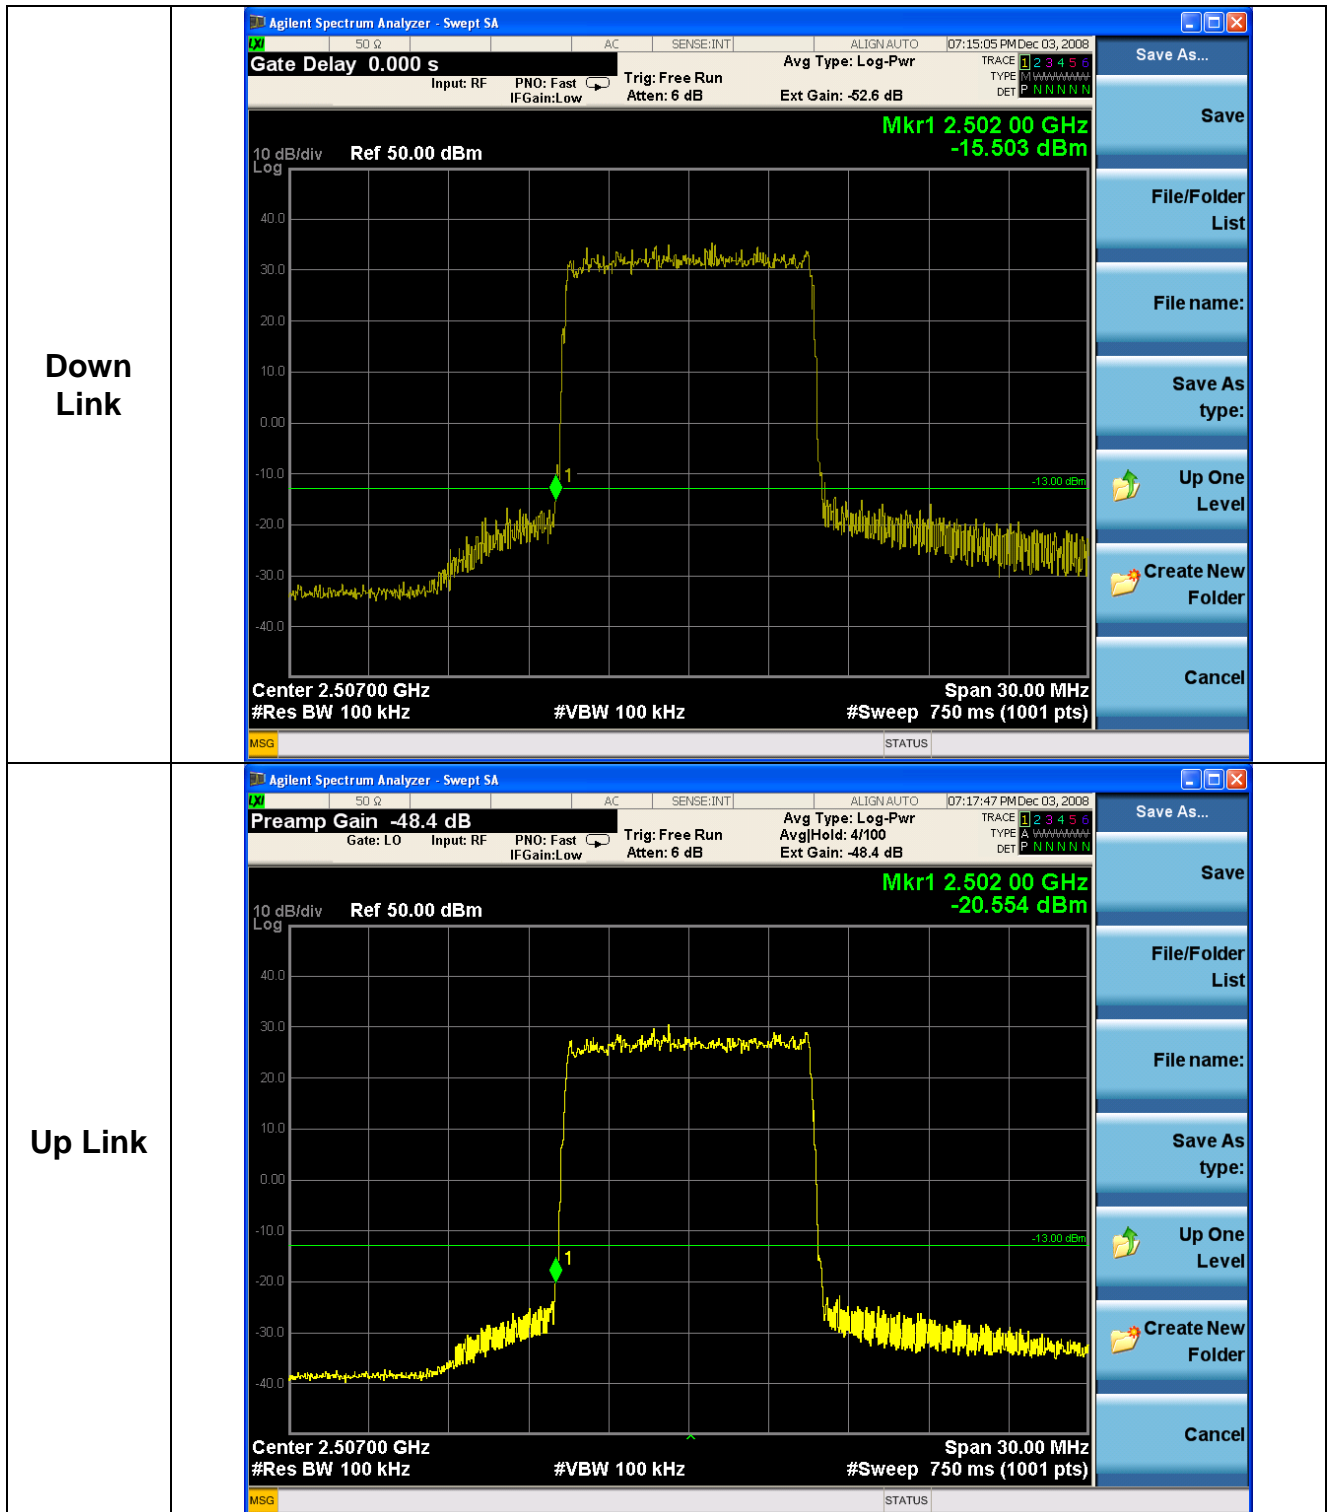 Down
Link
Agilent Spectrum Analyzer - Swept SA
LXI 50 Ω AC SENSE:INT ALIGN AUTO 07:15:05 PM Dec 03, 2008
Gate Delay 0.000 s
Input: RF PNO: Fast Trig: Free Run Avg Type: Log-Pwr TRACE 1 2 3 4 5 6
IFGain:Low Atten: 6 dB Ext Gain: -52.6 dB TYPE M
DET P N N N N N
Mkr1 2.502 00 GHz
-15.503 dBm
10 dB/div Ref 50.00 dBm
Log
40.0
30.0
20.0
10.0
0.00
-10.0
1
-13.00 dBm
-20.0
-30.0
-40.0
Center 2.50700 GHz Span 30.00 MHz
#Res BW 100 kHz #VBW 100 kHz #Sweep 750 ms (1001 pts)
MSG STATUS
Save As...
Save
File/Folder
List
File name:
Save As
type:
Up One
Level
Create New
Folder
Cancel
Up Link
Agilent Spectrum Analyzer - Swept SA
LXI 50 Ω AC SENSE:INT ALIGN AUTO 07:17:47 PM Dec 03, 2008
Preamp Gain -48.4 dB
Gate: LO Input: RF PNO: Fast Trig: Free Run Avg Type: Log-Pwr TRACE 1 2 3 4 5 6
IFGain:Low Atten: 6 dB Avg|Hold: 4/100 TYPE A
Ext Gain: -48.4 dB DET P N N N N N
Mkr1 2.502 00 GHz
-20.554 dBm
10 dB/div Ref 50.00 dBm
Log
40.0
30.0
20.0
10.0
0.00
-10.0
-13.00 dBm
1
-20.0
-30.0
-40.0
Center 2.50700 GHz Span 30.00 MHz
#Res BW 100 kHz #VBW 100 kHz #Sweep 750 ms (1001 pts)
MSG STATUS
Save As...
Save
File/Folder
List
File name:
Save As
type:
Up One
Level
Create New
Folder
Cancel